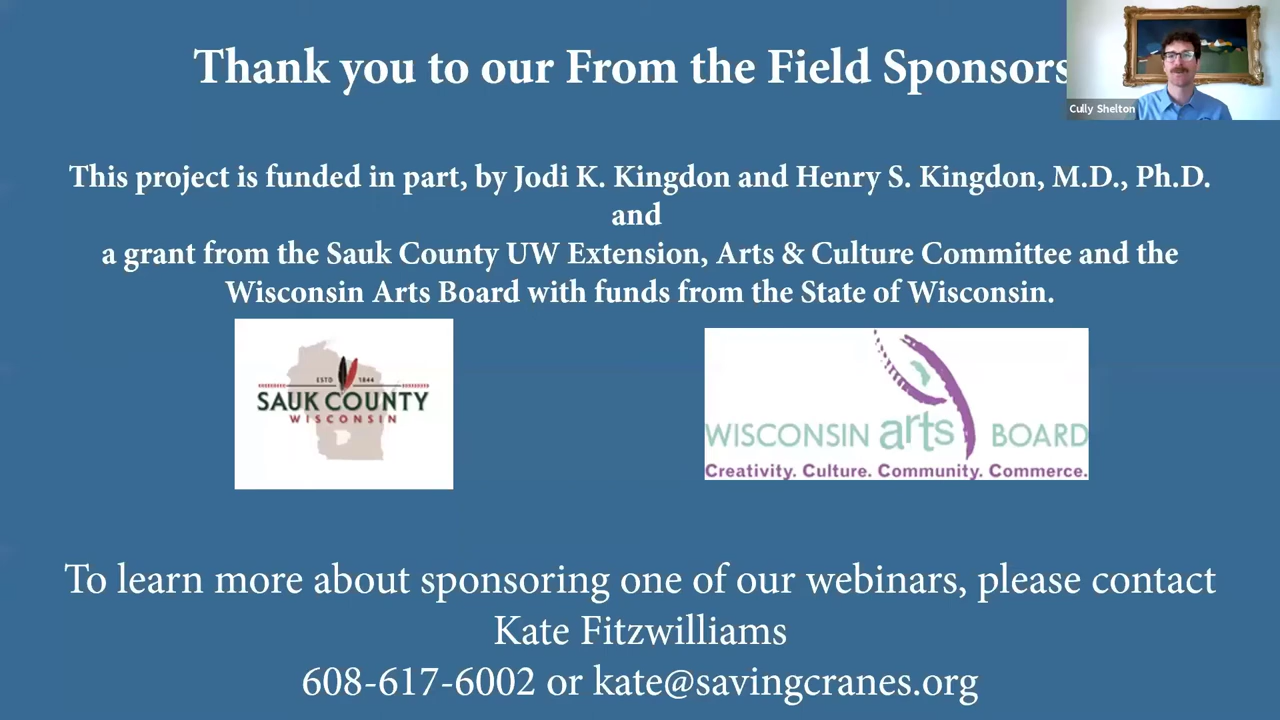 Thank you to our From the Field Sponsors
Cully Shelton
This project is funded in part, by Jodi K. Kingdon and Henry S. Kingdon, M.D., Ph.D.
and
a grant from the Sauk County UW Extension, Arts & Culture Committee and the
Wisconsin Arts Board with funds from the State of Wisconsin.
ESTD 1844
SAUK COUNTY
WISCONSIN
WISCONSIN arts BOARD
Creativity. Culture. Community. Commerce.
To learn more about sponsoring one of our webinars, please contact
Kate Fitzwilliams
608-617-6002 or kate@savingcranes.org